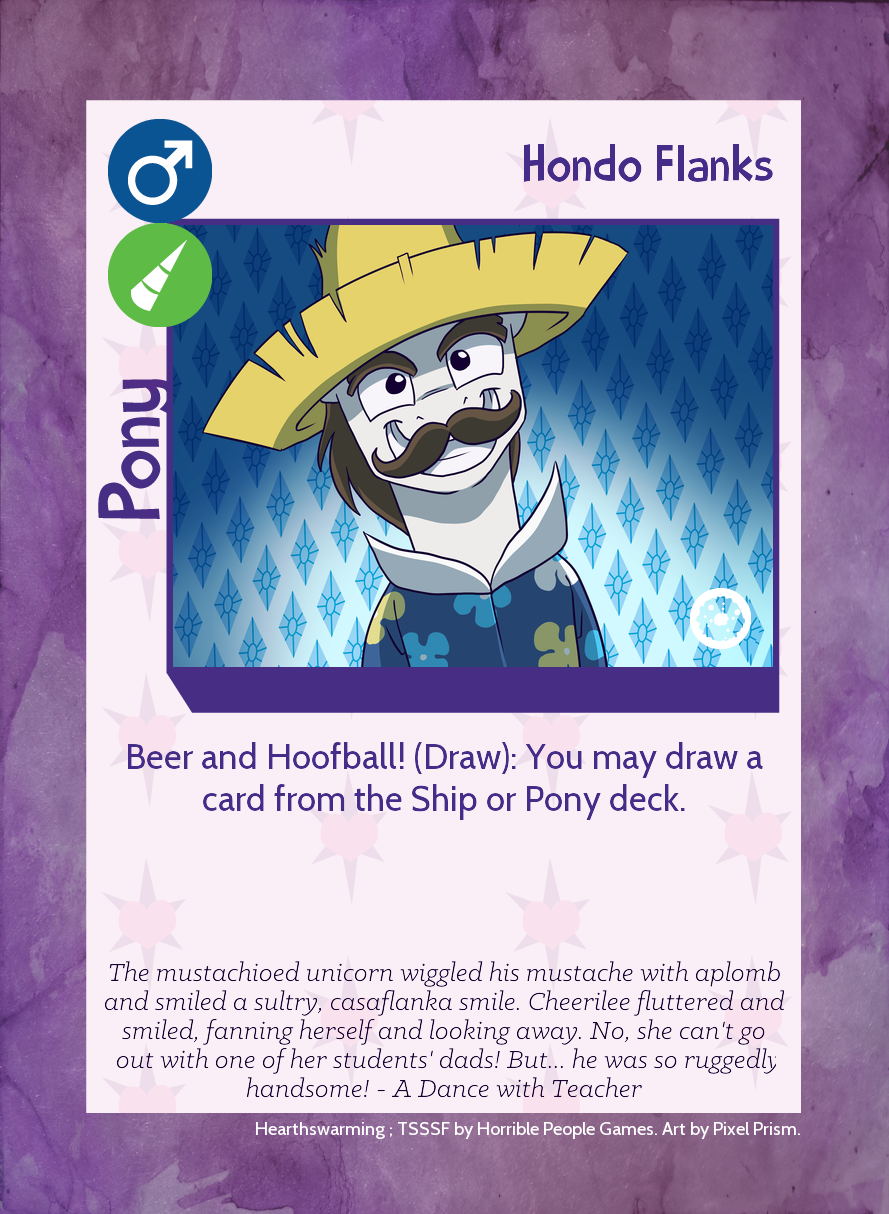 Hondo Flanks
Pony
Beer and Hoofball! (Draw): You may draw a
card from the Ship or Pony deck.
The mustachioed unicorn wiggled his mustache with aplomb
and smiled a sultry, casaflanka smile. Cheerilee fluttered and
smiled, fanning herself and looking away. No, she can't go
out with one of her students' dads! But... he was so ruggedly
handsome! - A Dance with Teacher
Hearthswarming ; TSSSF by Horrible People Games. Art by Pixel Prism.